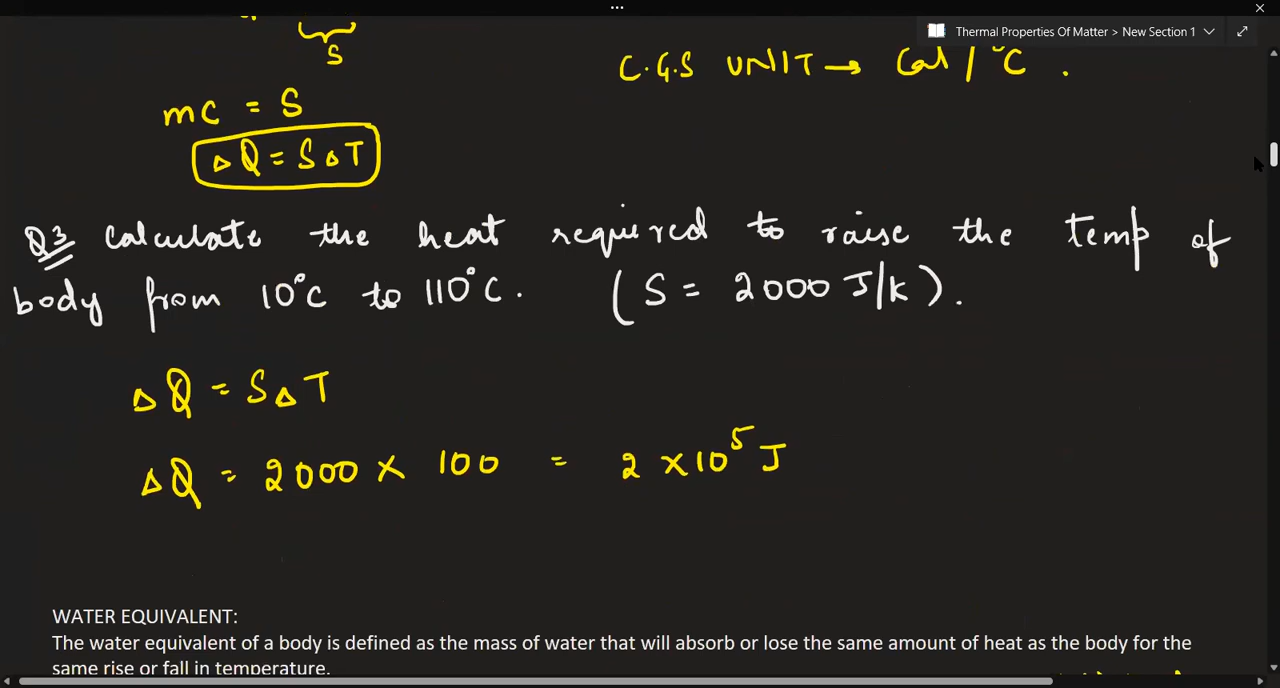 Thermal Properties Of Matter > New Section 1
S
C.G.S UNIT → Cal / °C .
mc = S
ΔQ = SΔT
Q3 Calculate the heat required to raise the temp of
body from 10°C to 110°C. (S = 2000 J/k).
ΔQ = SΔT
ΔQ = 2000 × 100 = 2 × 10⁵ J
WATER EQUIVALENT:
The water equivalent of a body is defined as the mass of water that will absorb or lose the same amount of heat as the body for the
same rise or fall in temperature.